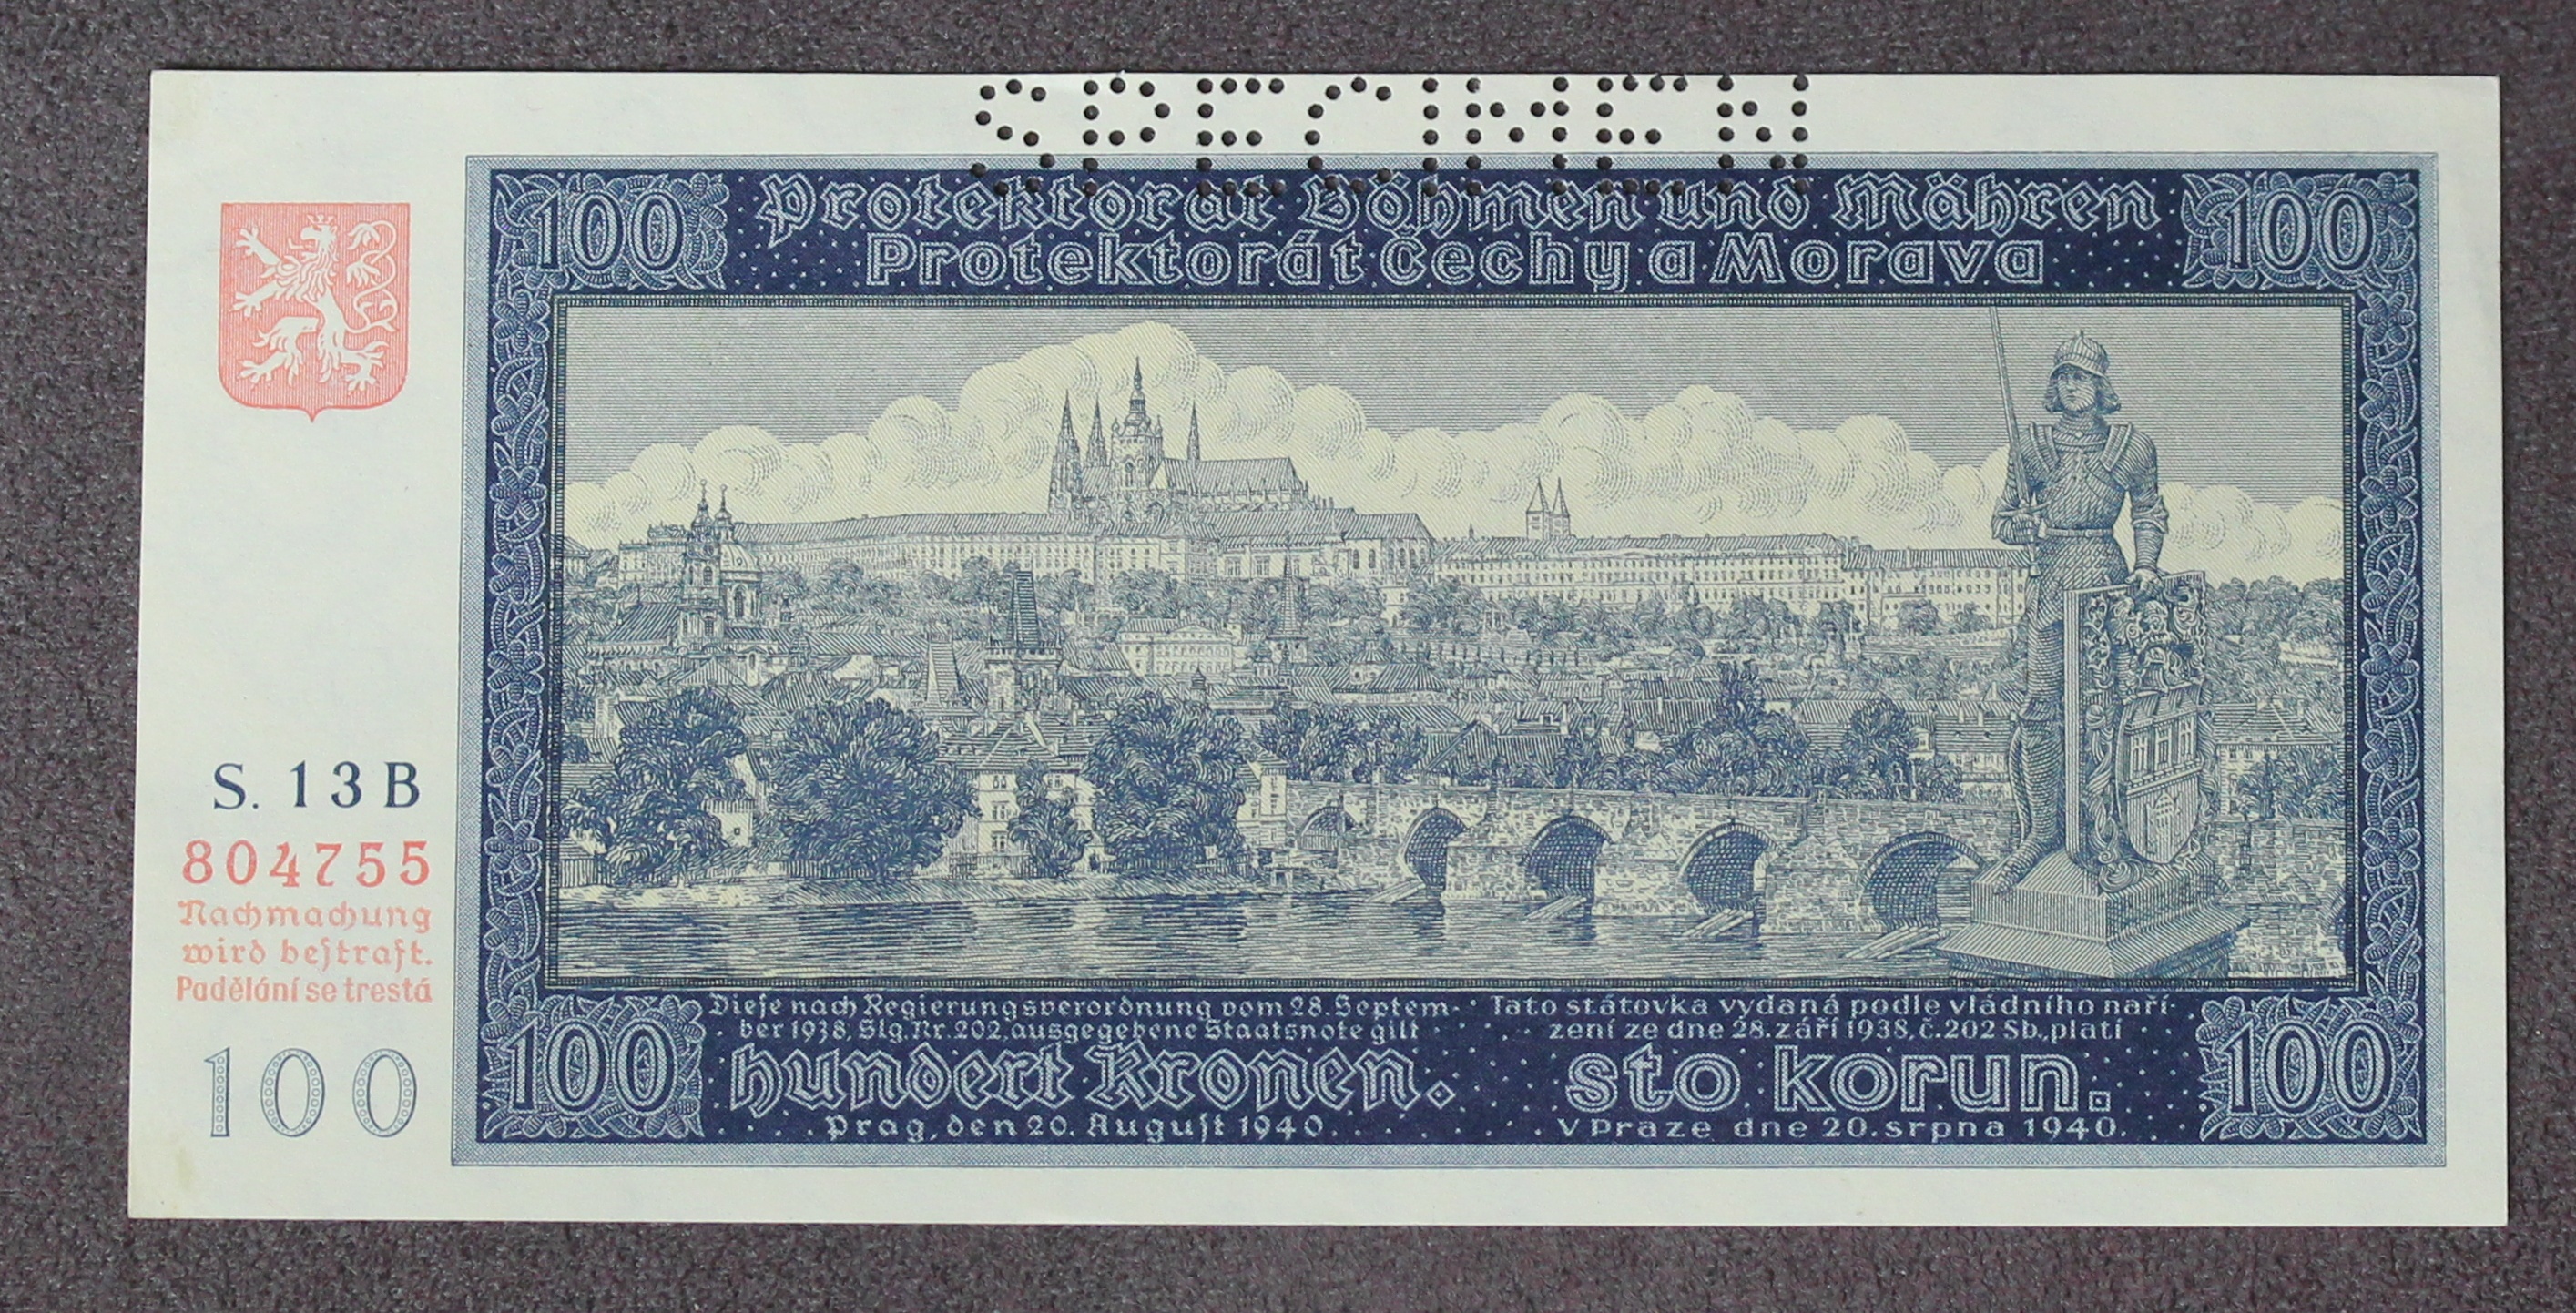 SPECIMEN
100 Protektorat Böhmen und Mähren 100
Protektorát Čechy a Morava
S. 13 B
804755
Nachmachung
wird bestraft.
Padělání se trestá
100
Diese nach Regierungsverordnung vom 28. Septem-
ber 1938, Slg. Nr. 202, ausgegebene Staatsnote gilt
hundert Kronen.
Prag, den 20. August 1940.
Tato státovka vydaná podle vládního naří-
zení ze dne 28. září 1938, č. 202 Sb., platí
sto korun.
V Praze dne 20. srpna 1940.
100
100